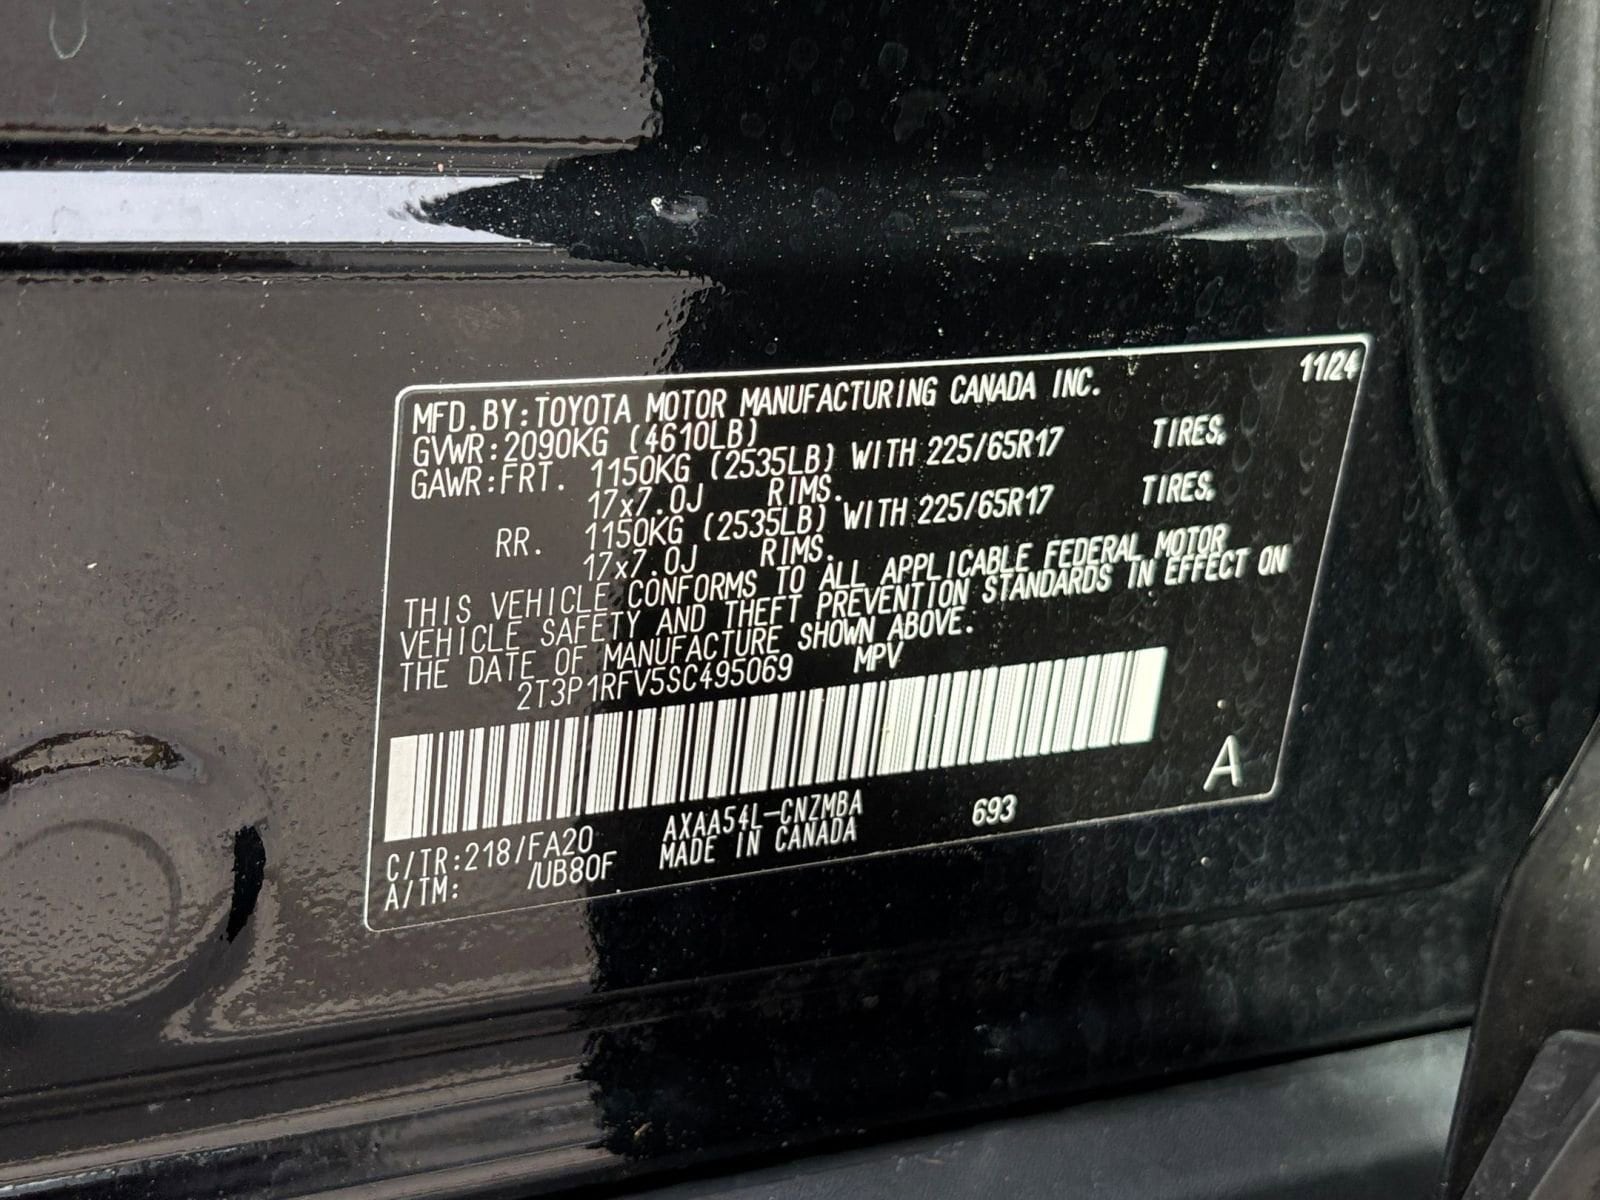 11/24
MFD.BY:TOYOTA MOTOR MANUFACTURING CANADA INC.
GVWR:2090KG (4610LB)
GAWR:FRT. 1150KG (2535LB) WITH 225/65R17 TIRES,
17x7.0J RIMS.
RR. 1150KG (2535LB) WITH 225/65R17 TIRES,
17x7.0J RIMS.
THIS VEHICLE CONFORMS TO ALL APPLICABLE FEDERAL MOTOR
VEHICLE SAFETY AND THEFT PREVENTION STANDARDS IN EFFECT ON
THE DATE OF MANUFACTURE SHOWN ABOVE.
2T3P1RFV5SC495069 MPV
A
C/TR:218/FA20 AXAA54L-CNZMBA 693
A/TM: /UB80F MADE IN CANADA